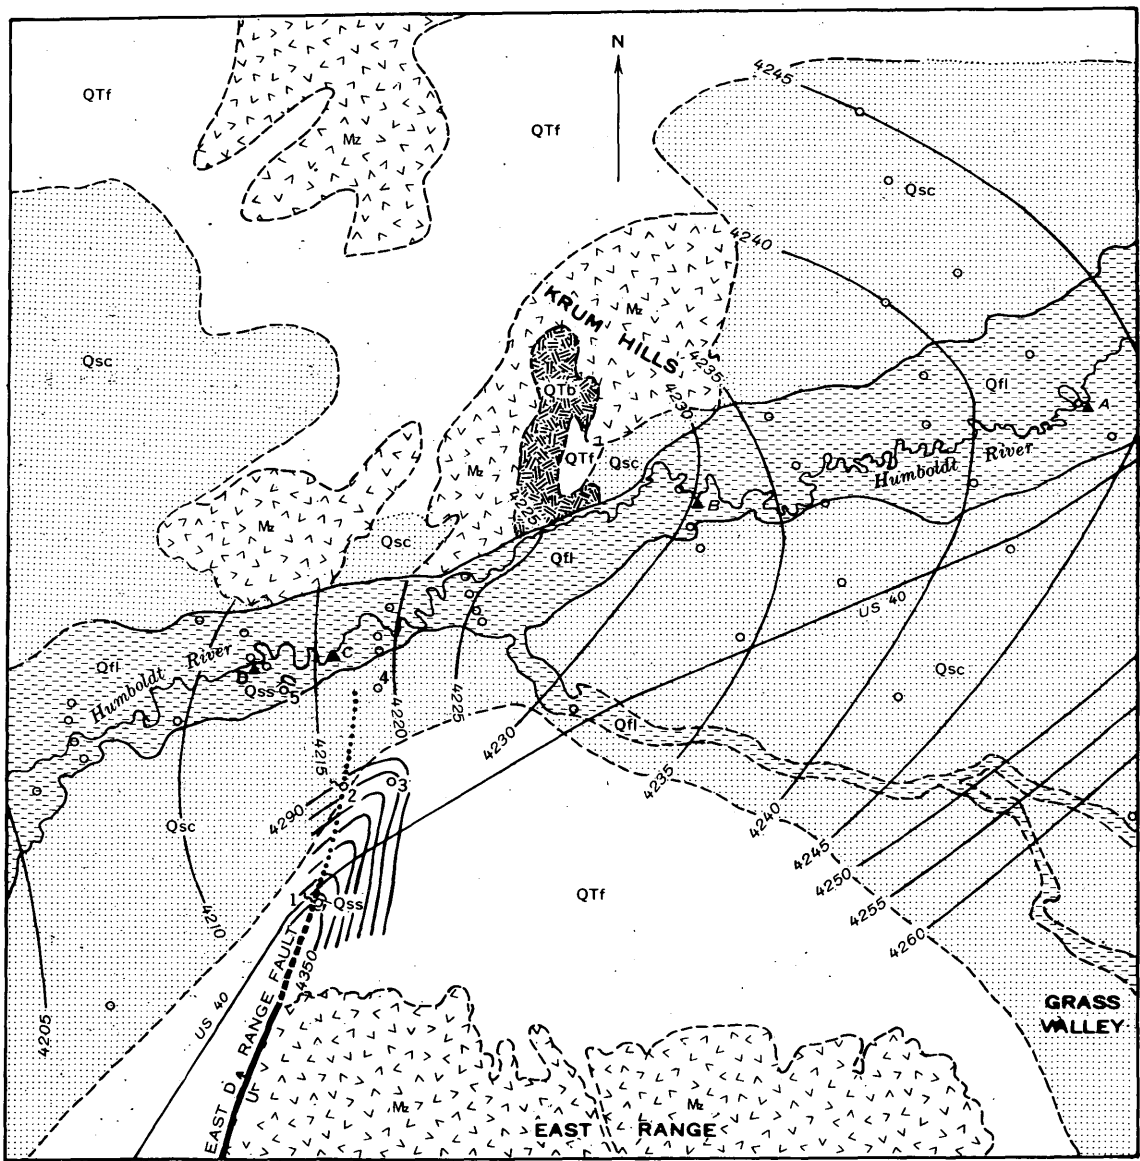 N
4245
QTf
QTf
Mz
Qsc
4240
KRUM HILLS
Mz
4235
Qsc
QTb
4230
Qfl
A
Mz
QTf
Qsc
Humboldt River
B
Mz
4225
Qsc
Qfl
US 40
Qfl
Humboldt River
C
D
Qss
5
4
4220
4225
Qsc
4215
4230
Qfl
4235
3
2
4290
Qsc
4240
4245
4250
1
Qss
QTf
4255
4210
4260
4350
US 40
EAST RANGE FAULT
D
U
4205
GRASS VALLEY
Mz
Mz
EAST RANGE